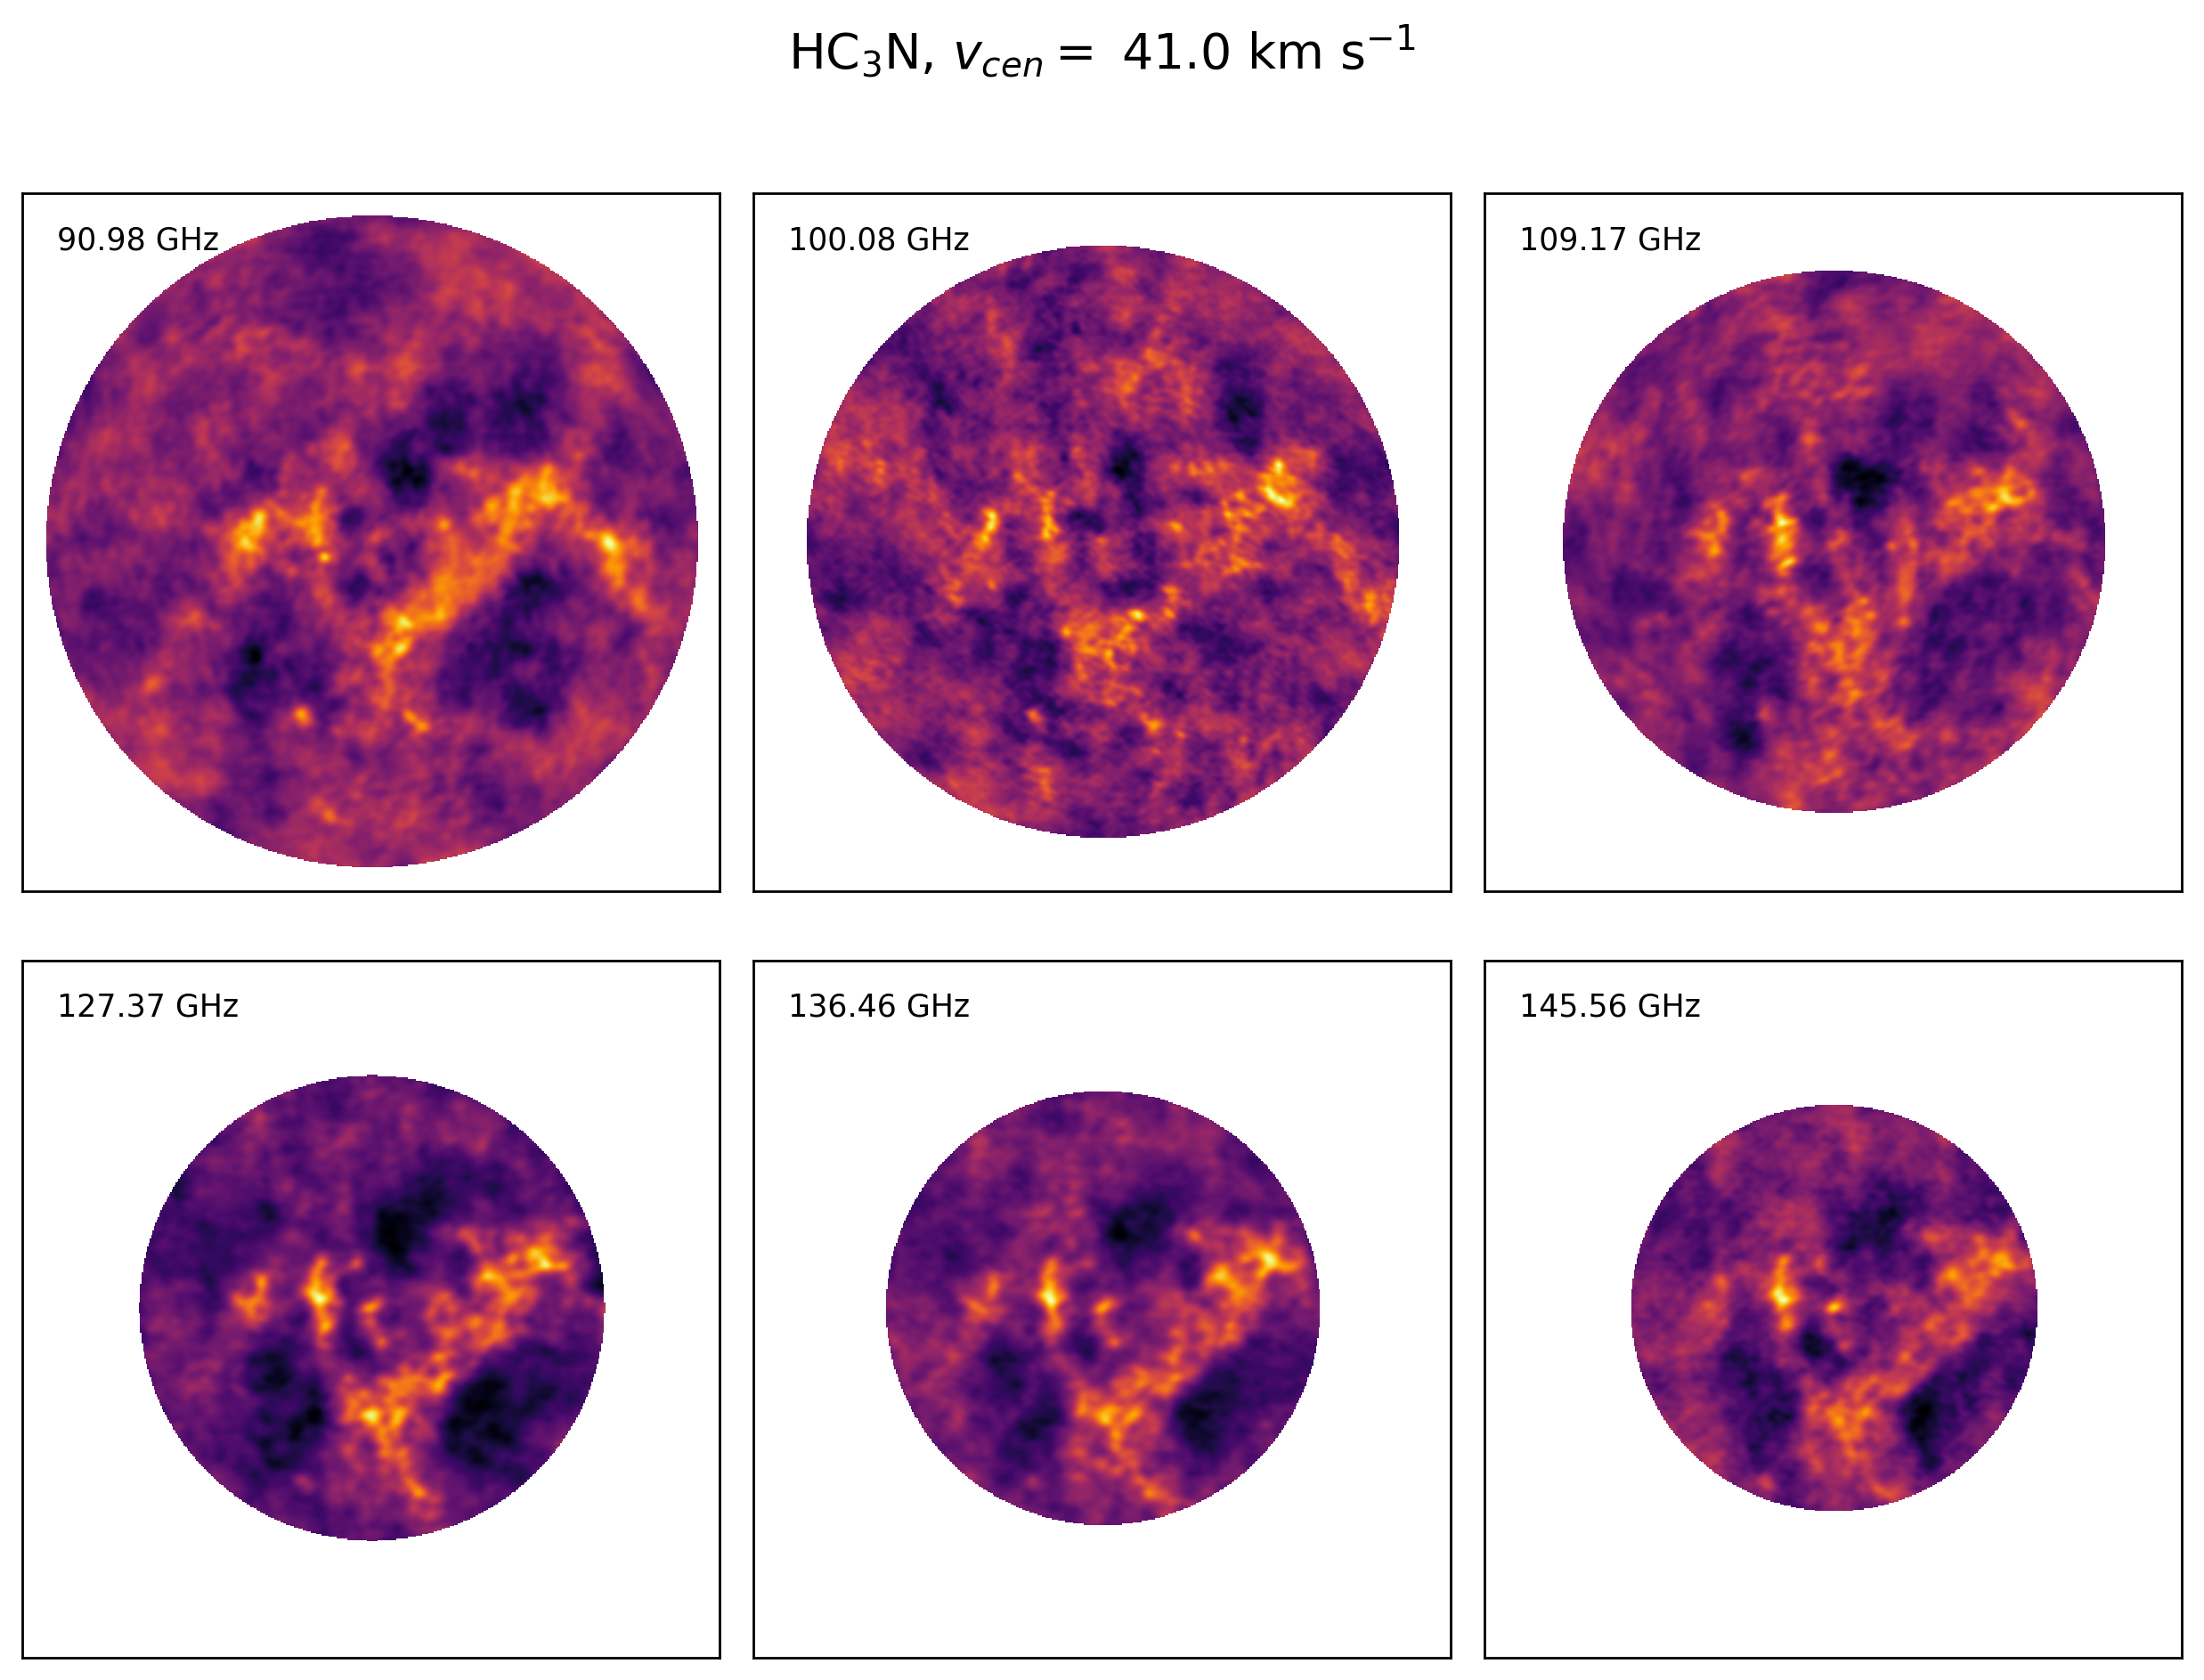 HC₃N, v_cen = 41.0 km s⁻¹
90.98 GHz
100.08 GHz
109.17 GHz
127.37 GHz
136.46 GHz
145.56 GHz